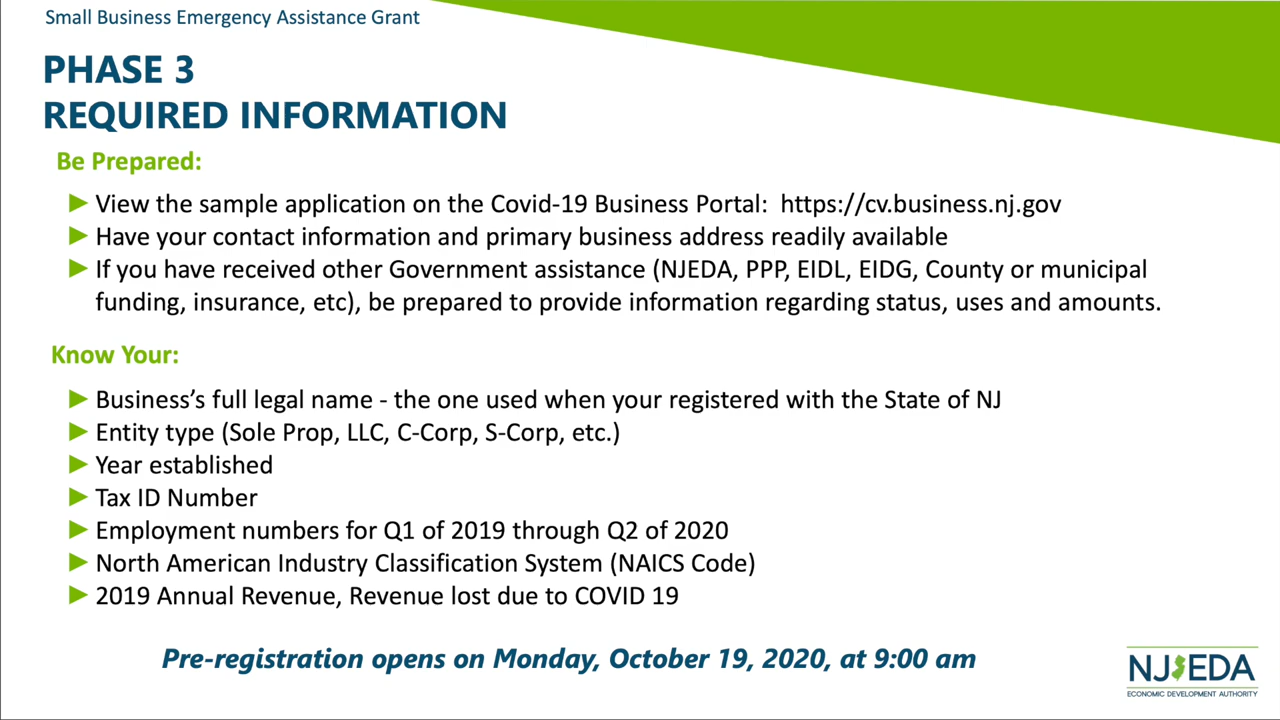 Small Business Emergency Assistance Grant
PHASE 3
REQUIRED INFORMATION
Be Prepared:
View the sample application on the Covid-19 Business Portal: https://cv.business.nj.gov
Have your contact information and primary business address readily available
If you have received other Government assistance (NJEDA, PPP, EIDL, EIDG, County or municipal
funding, insurance, etc), be prepared to provide information regarding status, uses and amounts.
Know Your:
Business’s full legal name - the one used when your registered with the State of NJ
Entity type (Sole Prop, LLC, C-Corp, S-Corp, etc.)
Year established
Tax ID Number
Employment numbers for Q1 of 2019 through Q2 of 2020
North American Industry Classification System (NAICS Code)
2019 Annual Revenue, Revenue lost due to COVID 19
Pre-registration opens on Monday, October 19, 2020, at 9:00 am
NJEDA
ECONOMIC DEVELOPMENT AUTHORITY